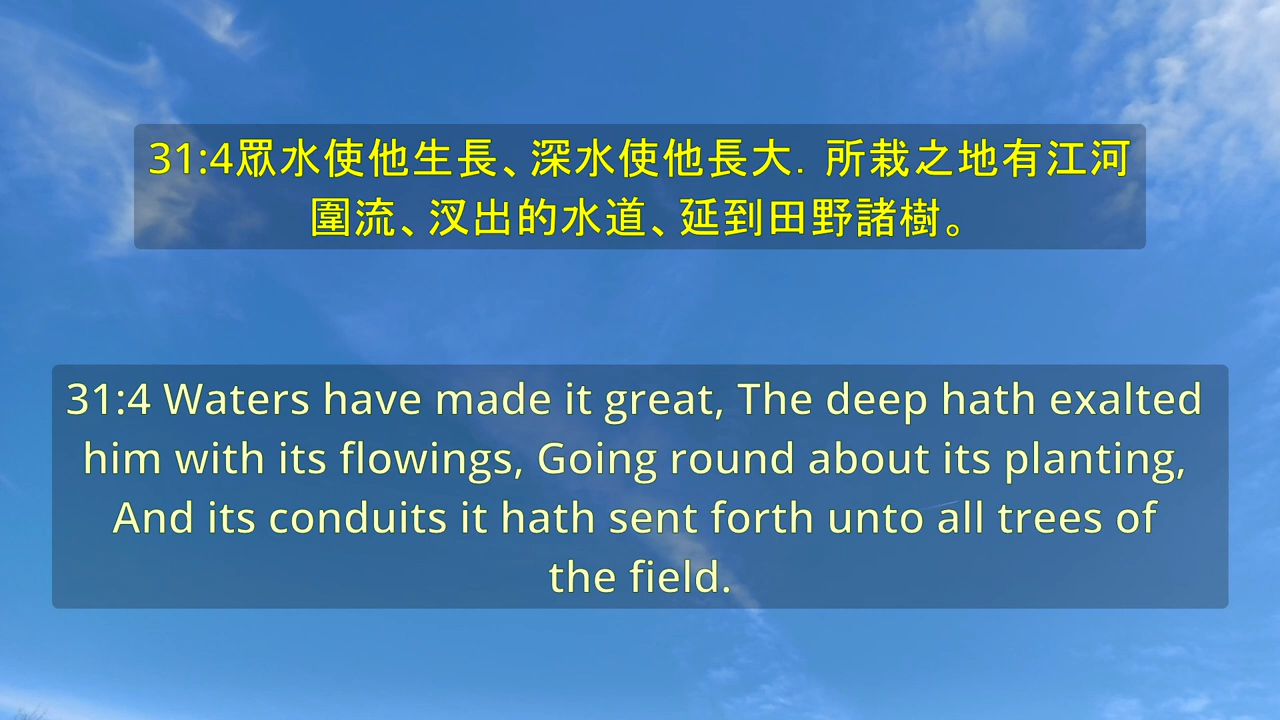 31:4眾水使他生長、深水使他長大．所栽之地有江河
圍流、汊出的水道、延到田野諸樹。
31:4 Waters have made it great, The deep hath exalted
him with its flowings, Going round about its planting,
And its conduits it hath sent forth unto all trees of
the field.